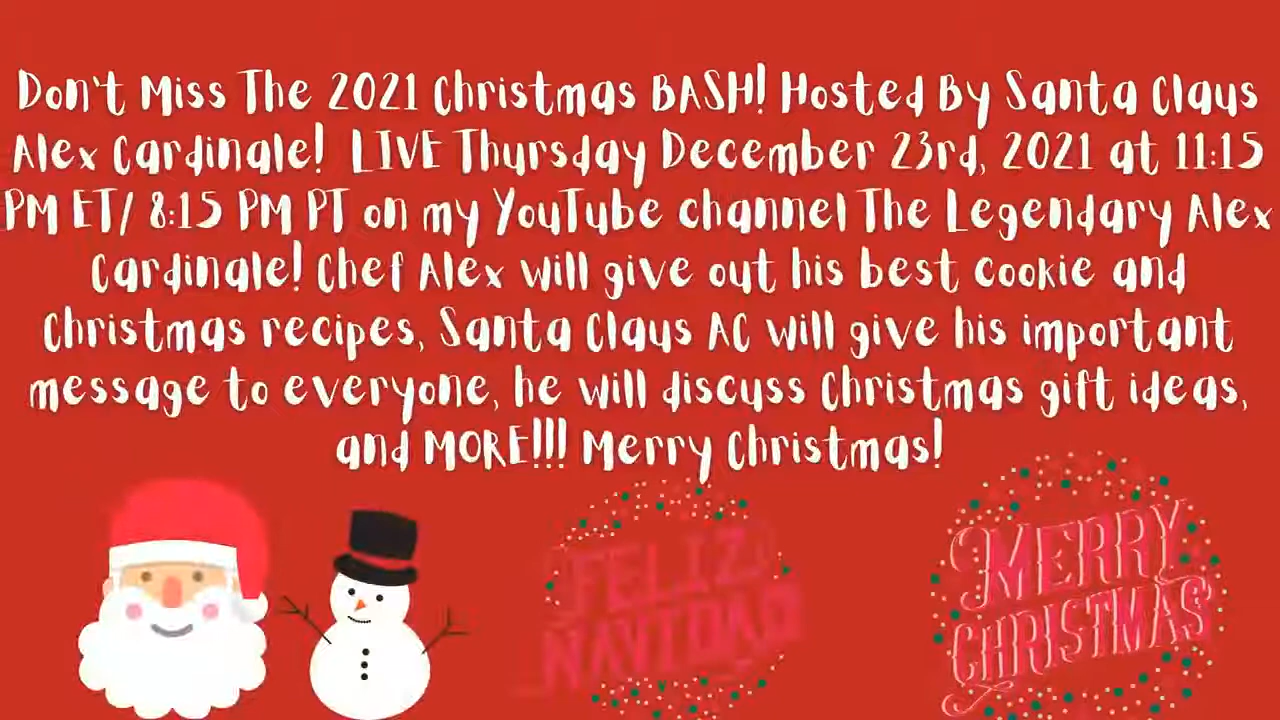 Don't Miss The 2021 Christmas BASH! Hosted By Santa Claus
Alex Cardinale! LIVE Thursday December 23rd, 2021 at 11:15
PM ET/ 8:15 PM PT on my YouTube channel The Legendary Alex
Cardinale! Chef Alex will give out his best cookie and
Christmas recipes, Santa Claus AC will give his important
message to everyone, he will discuss Christmas gift ideas,
and MORE!!! Merry Christmas!
FELIZ
NAVIDAD
MERRY
CHRISTMAS